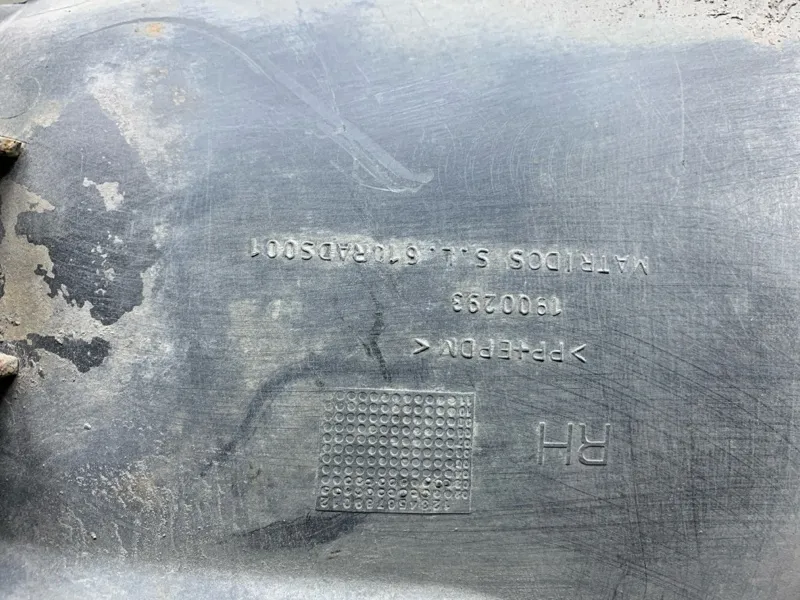 RH
>PP+EPDM<
1900293
MATRIDOS S.L. 610RADS001